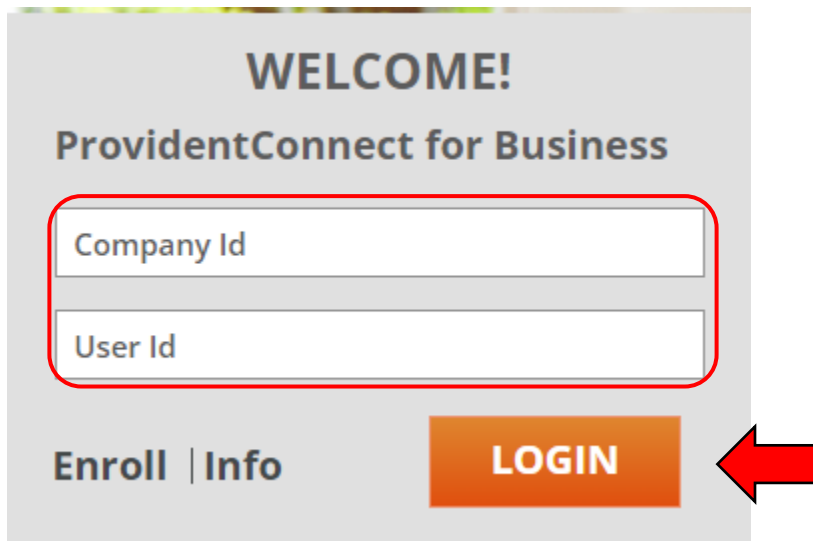 WELCOME!
ProvidentConnect for Business
Company Id
User Id
Enroll | Info LOGIN